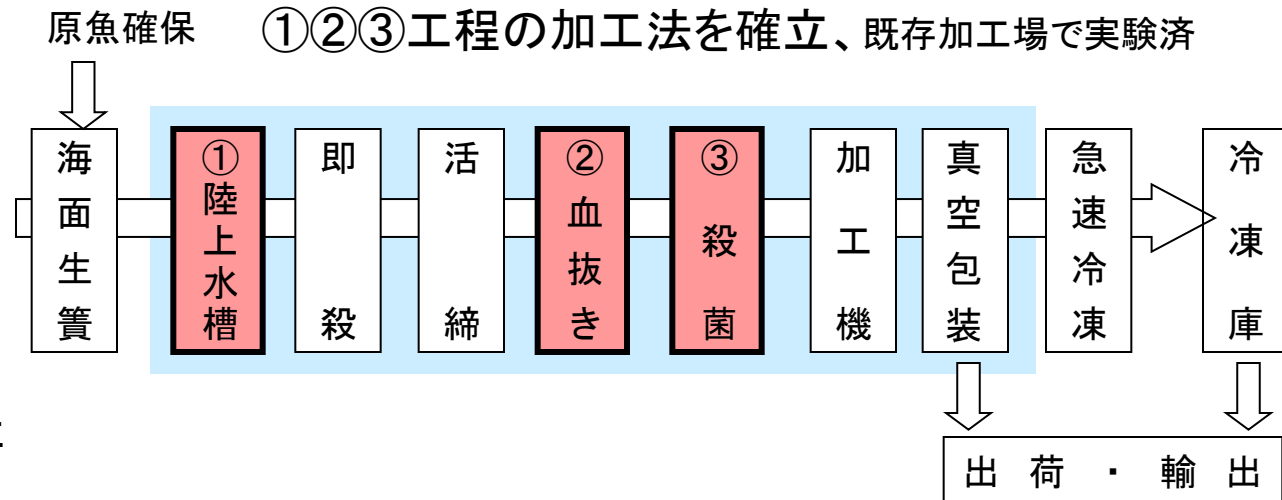 原魚確保
①②③工程の加工法を確立、既存加工場で実験済
海面生簀
①陸上水槽
即殺
活締
②血抜き
③殺菌
加工機
真空包装
急速冷凍
冷凍庫
出荷・輸出